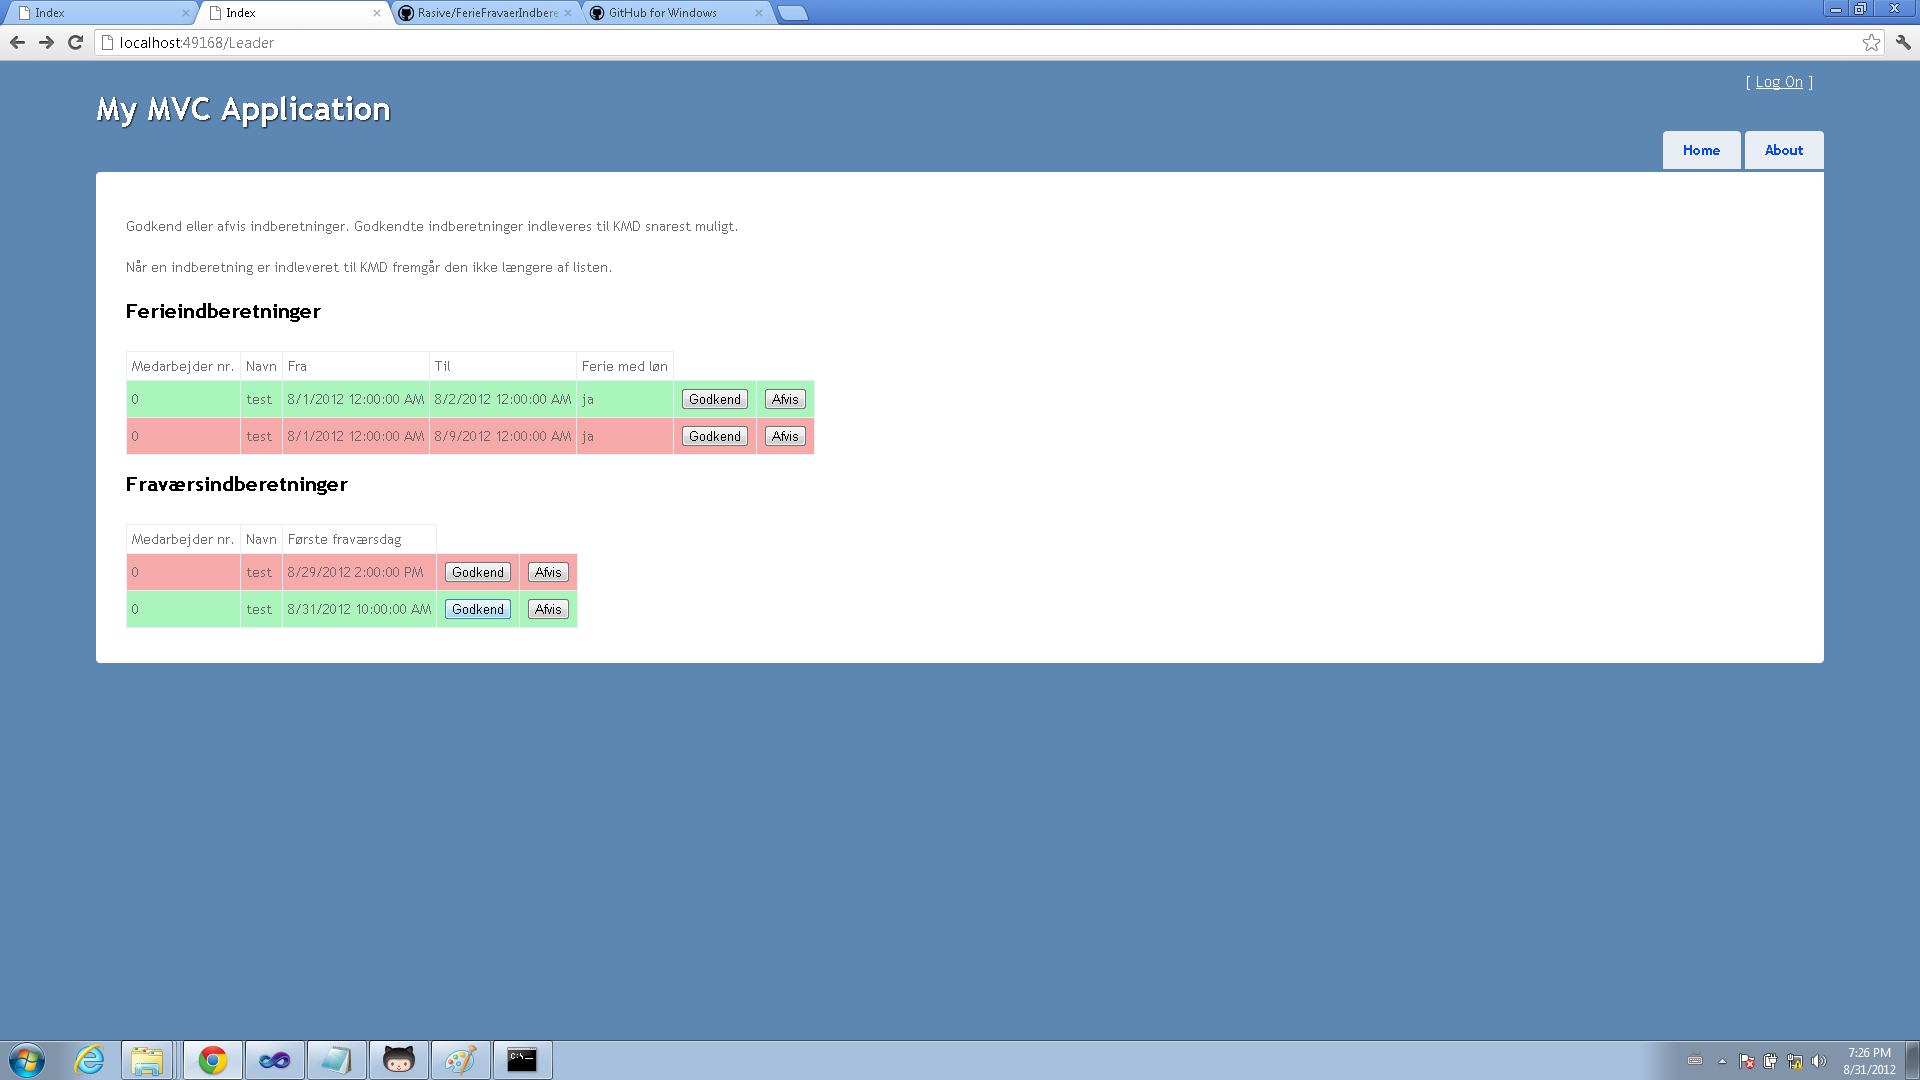 Index
Index
Rasive/FerieFravaerIndbere
GitHub for Windows
localhost:49168/Leader
[ Log On ]
My MVC Application
Home
About
Godkend eller afvis indberetninger. Godkendte indberetninger indleveres til KMD snarest muligt.
Når en indberetning er indleveret til KMD fremgår den ikke længere af listen.
Ferieindberetninger
Medarbejder nr. Navn Fra Til Ferie med løn
0 test 8/1/2012 12:00:00 AM 8/2/2012 12:00:00 AM ja Godkend Afvis
0 test 8/1/2012 12:00:00 AM 8/9/2012 12:00:00 AM ja Godkend Afvis
Fraværsindberetninger
Medarbejder nr. Navn Første fraværsdag
0 test 8/29/2012 2:00:00 PM Godkend Afvis
0 test 8/31/2012 10:00:00 AM Godkend Afvis
C:\_
7:26 PM
8/31/2012